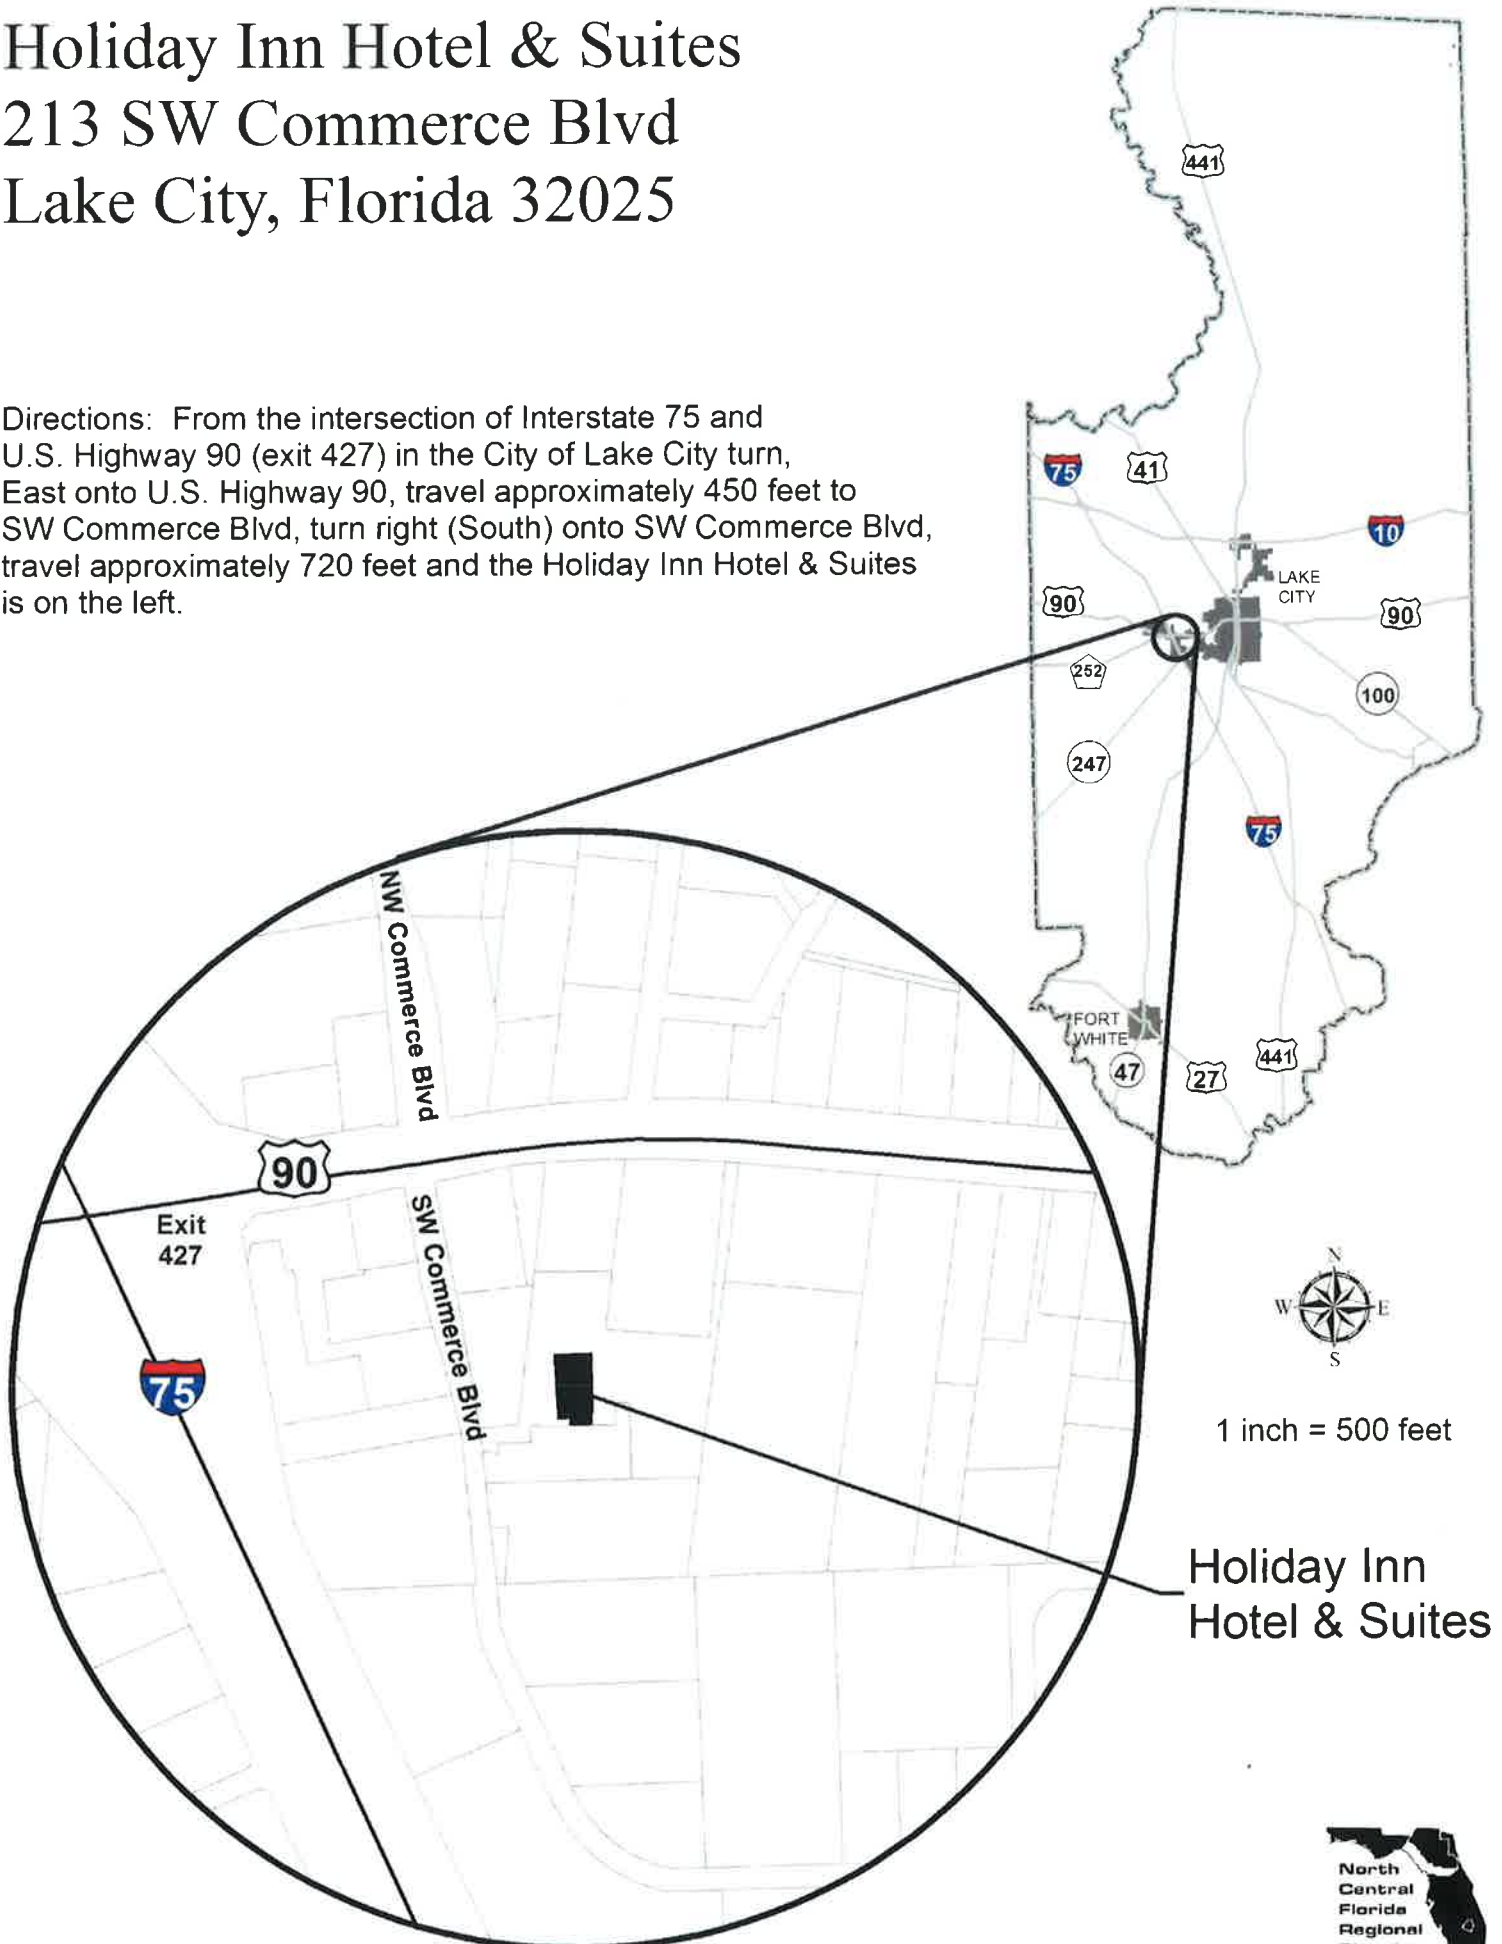 Holiday Inn Hotel & Suites
213 SW Commerce Blvd
Lake City, Florida 32025
Directions: From the intersection of Interstate 75 and
U.S. Highway 90 (exit 427) in the City of Lake City turn,
East onto U.S. Highway 90, travel approximately 450 feet to
SW Commerce Blvd, turn right (South) onto SW Commerce Blvd,
travel approximately 720 feet and the Holiday Inn Hotel & Suites
is on the left.
441
75
41
10
LAKE
CITY
90
90
252
100
247
75
FORT
WHITE
47
27
441
NW Commerce Blvd
90
Exit
427
SW Commerce Blvd
75
N
W
E
S
1 inch = 500 feet
Holiday Inn
Hotel & Suites
North
Central
Florida
Regional